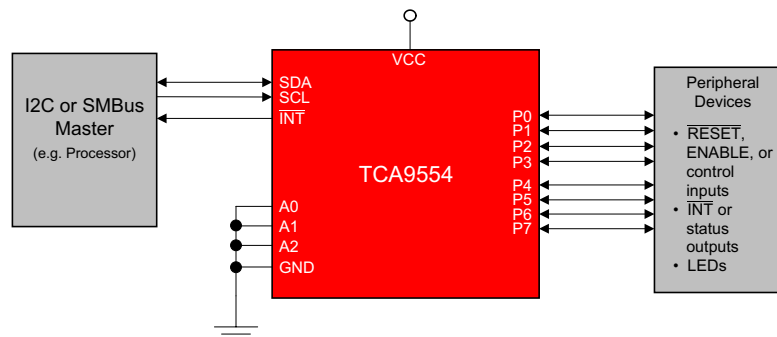 VCC
I2C or SMBus
Master
(e.g. Processor)
SDA
SCL
INT
A0
A1
A2
GND
TCA9554
P0
P1
P2
P3
P4
P5
P6
P7
Peripheral
Devices
• RESET,
ENABLE, or
control
inputs
• INT or
status
outputs
• LEDs